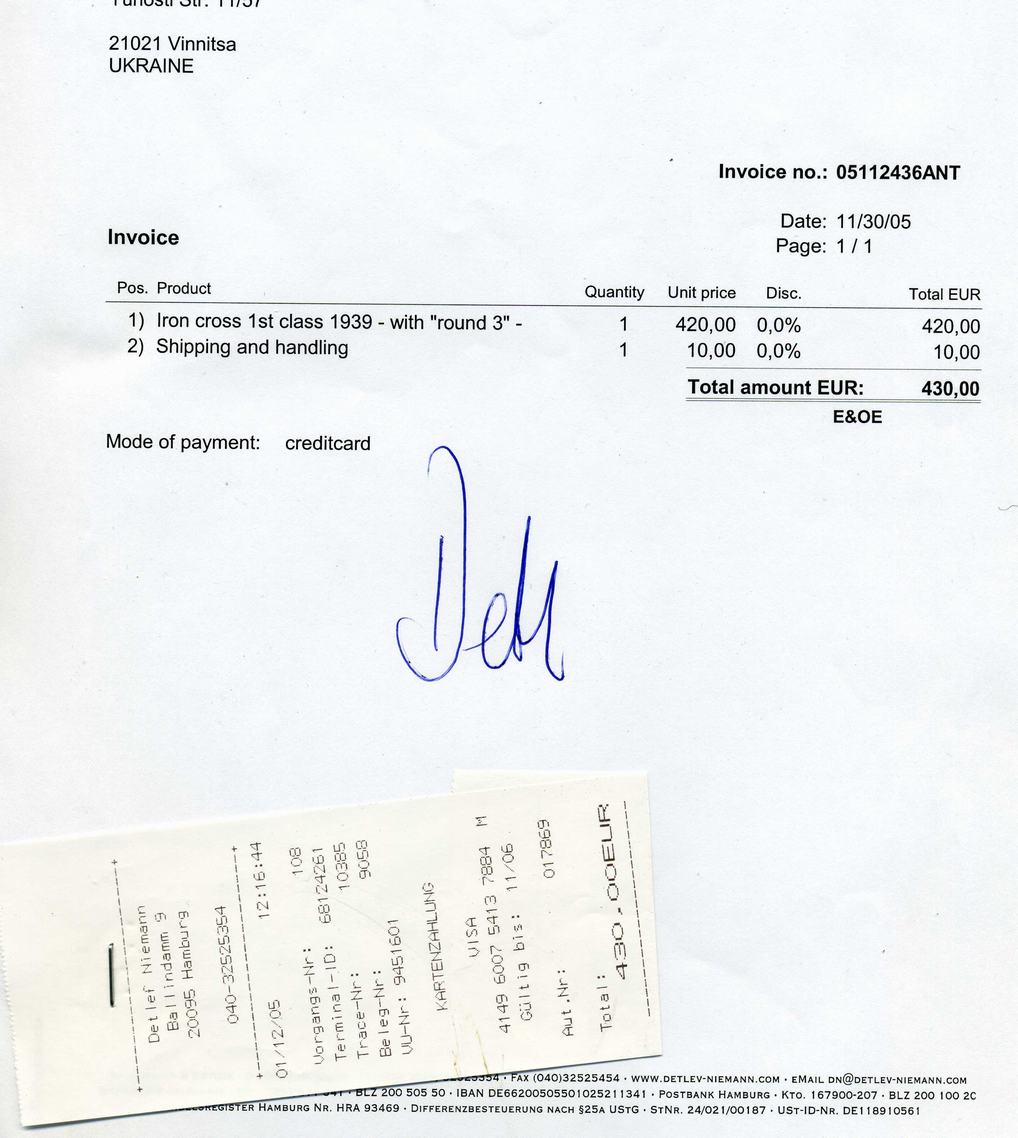 Str. 11/57
21021 Vinnitsa
UKRAINE
Invoice no.: 05112436ANT
Date: 11/30/05
Page: 1 / 1
Invoice
Pos. Product Quantity Unit price Disc. Total EUR
1) Iron cross 1st class 1939 - with "round 3" - 1 420,00 0,0% 420,00
2) Shipping and handling 1 10,00 0,0% 10,00
Total amount EUR: 430,00
E&OE
Mode of payment: creditcard
Detlef Niemann
Ballindamm 9
20095 Hamburg
040-32525354
01/12/05 12:16:44
Vorgangs-Nr: 108
Terminal-ID: 68124261
Trace-Nr: 10385
Beleg-Nr: 9058
VU-Nr: 9451601
KARTENZAHLUNG
VISA
4149 6007 5413 7884 M
Gültig bis: 11/06
Aut.Nr: 017869
Total: 430,00EUR
· FAX (040)32525454 · WWW.DETLEV-NIEMANN.COM · EMAIL DN@DETLEV-NIEMANN.COM
· BLZ 200 505 50 · IBAN DE66200505501025211341 · POSTBANK HAMBURG · KTO. 167900-207 · BLZ 200 100 20
HAMBURG NR. HRA 93469 · DIFFERENZBESTEUERUNG NACH §25A USTG · STNR. 24/021/00187 · UST-ID-NR. DE118910561